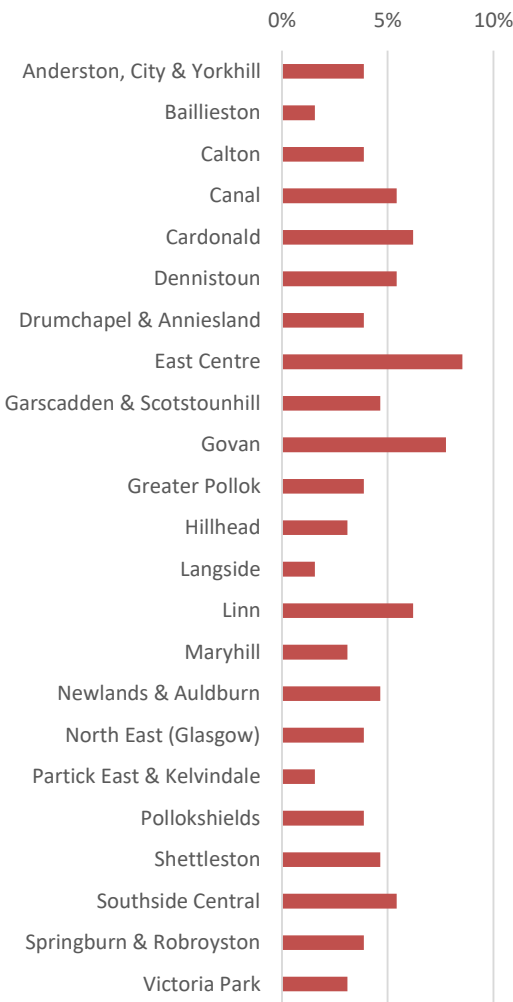 0% 5% 10%
Anderston, City & Yorkhill
Baillieston
Calton
Canal
Cardonald
Dennistoun
Drumchapel & Anniesland
East Centre
Garscadden & Scotstounhill
Govan
Greater Pollok
Hillhead
Langside
Linn
Maryhill
Newlands & Auldburn
North East (Glasgow)
Partick East & Kelvindale
Pollokshields
Shettleston
Southside Central
Springburn & Robroyston
Victoria Park